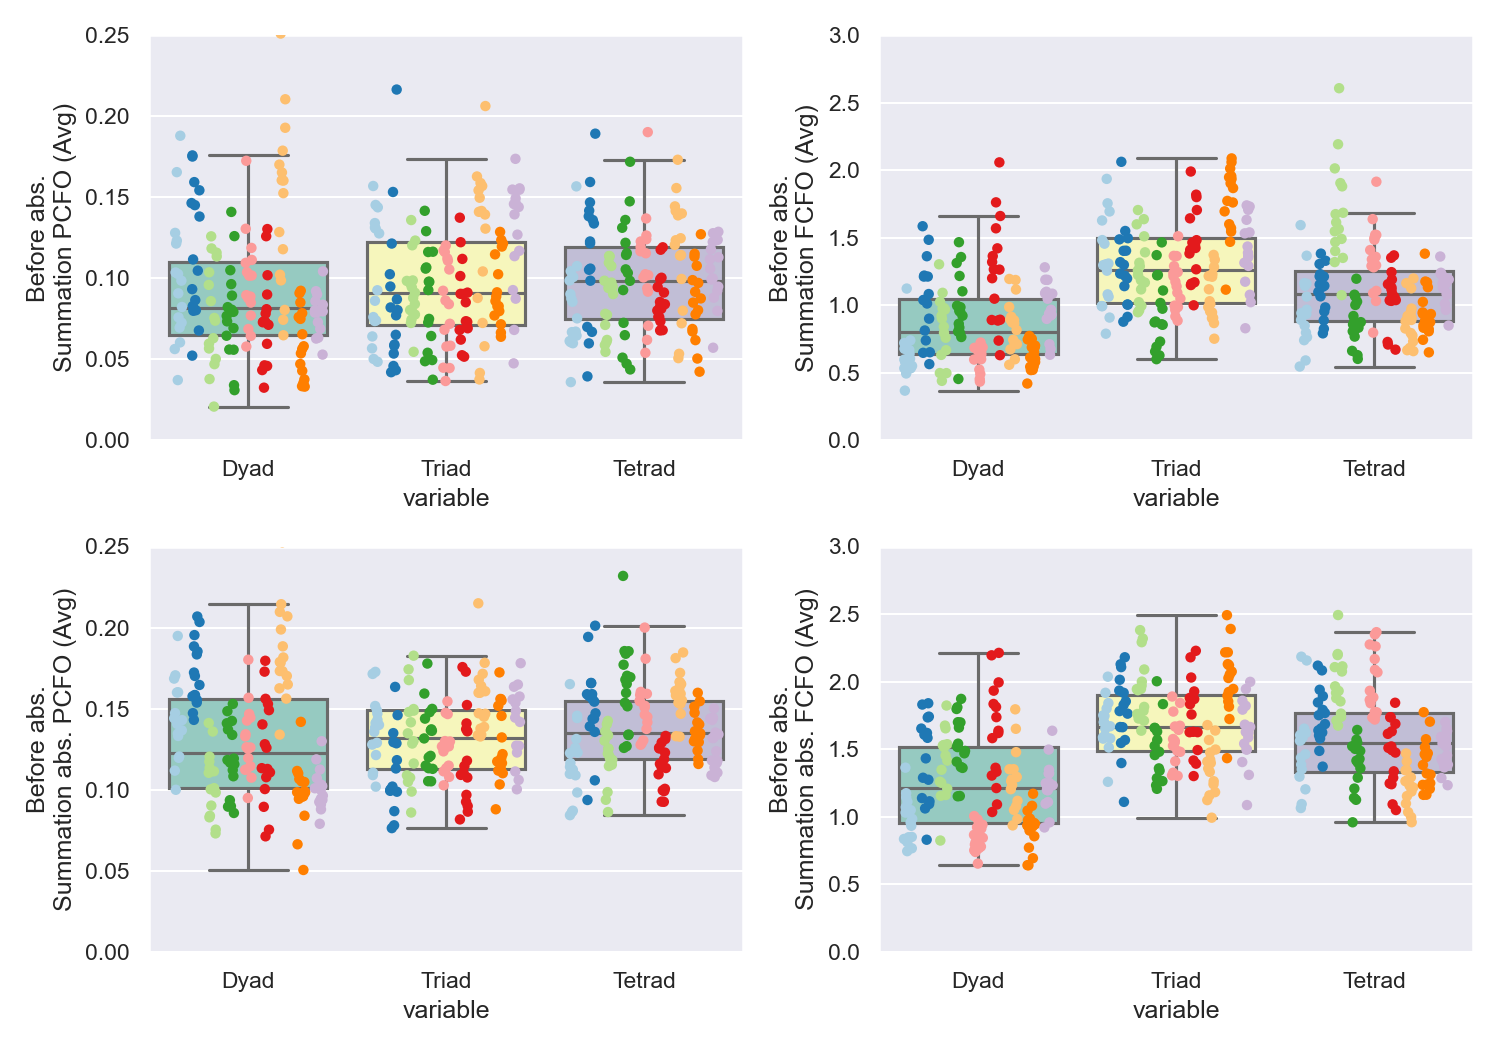 Before abs.
Summation PCFO (Avg)
0.25
0.20
0.15
0.10
0.05
0.00
Dyad
Triad
Tetrad
variable
Before abs.
Summation FCFO (Avg)
3.0
2.5
2.0
1.5
1.0
0.5
0.0
Dyad
Triad
Tetrad
variable
Before abs.
Summation abs. PCFO (Avg)
0.25
0.20
0.15
0.10
0.05
0.00
Dyad
Triad
Tetrad
variable
Before abs.
Summation abs. FCFO (Avg)
3.0
2.5
2.0
1.5
1.0
0.5
0.0
Dyad
Triad
Tetrad
variable